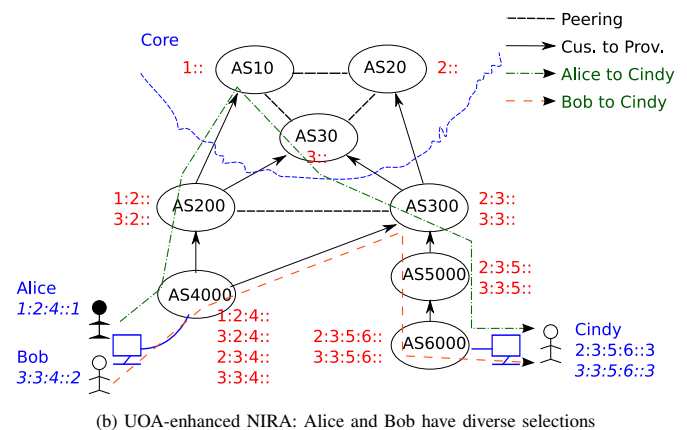 Core
1::
AS10
AS20
2::
Peering
Cus. to Prov.
Alice to Cindy
Bob to Cindy
AS30
3::
1:2::
3:2::
AS200
AS300
2:3::
3:3::
AS5000
2:3:5::
3:3:5::
Alice
1:2:4::1
AS4000
1:2:4::
3:2:4::
2:3:4::
3:3:4::
2:3:5:6::
3:3:5:6::
AS6000
Bob
3:3:4::2
Cindy
2:3:5:6::3
3:3:5:6::3
(b) UOA-enhanced NIRA: Alice and Bob have diverse selections